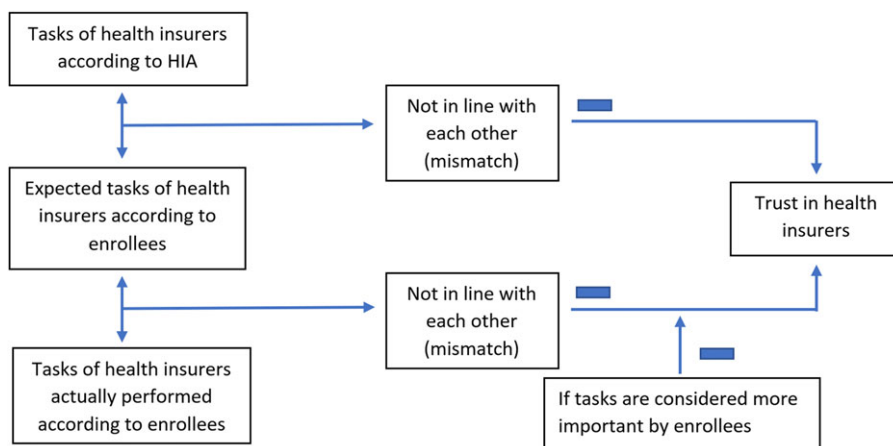 Tasks of health insurers
according to HIA
Not in line with
each other
(mismatch)
Expected tasks of health
insurers according to
enrollees
Trust in health
insurers
Not in line with
each other
(mismatch)
Tasks of health insurers
actually performed
according to enrollees
If tasks are considered more
important by enrollees